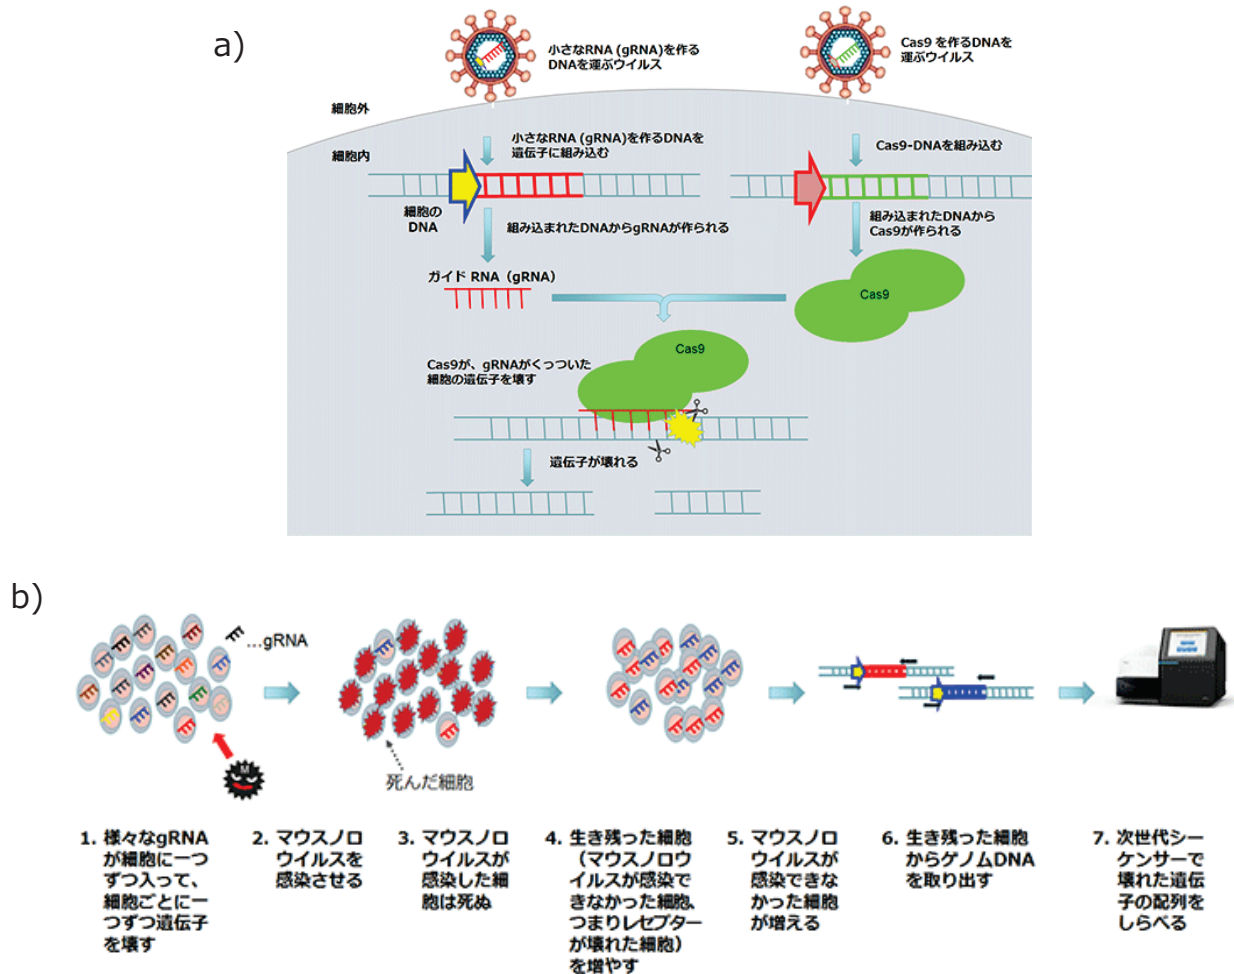 a)
小さなRNA (gRNA)を作る
DNAを運ぶウイルス
Cas9 を作るDNAを
運ぶウイルス
細胞外
細胞内
小さなRNA (gRNA)を作るDNAを
遺伝子に組み込む
Cas9-DNAを組み込む
細胞の
DNA
組み込まれたDNAからgRNAが作られる
組み込まれたDNAから
Cas9が作られる
ガイド RNA（gRNA）
Cas9
Cas9
Cas9が、gRNAがくっついた
細胞の遺伝子を壊す
遺伝子が壊れる
b)
...gRNA
M
死んだ細胞
1. 様々なgRNA
が細胞に一つ
ずつ入って、
細胞ごとに一
つずつ遺伝子
を壊す
2. マウスノロ
ウイルスを
感染させる
3. マウスノロ
ウイルスが
感染した細
胞は死ぬ
4. 生き残った細胞
（マウスノロウ
イルスが感染で
きなかった細胞、
つまりレセプター
が壊れた細胞）
を増やす
5. マウスノロ
ウイルスが
感染できな
かった細胞
が増える
6. 生き残った細胞
からゲノムDNA
を取り出す
7. 次世代シー
ケンサーで
壊れた遺伝
子の配列を
しらべる